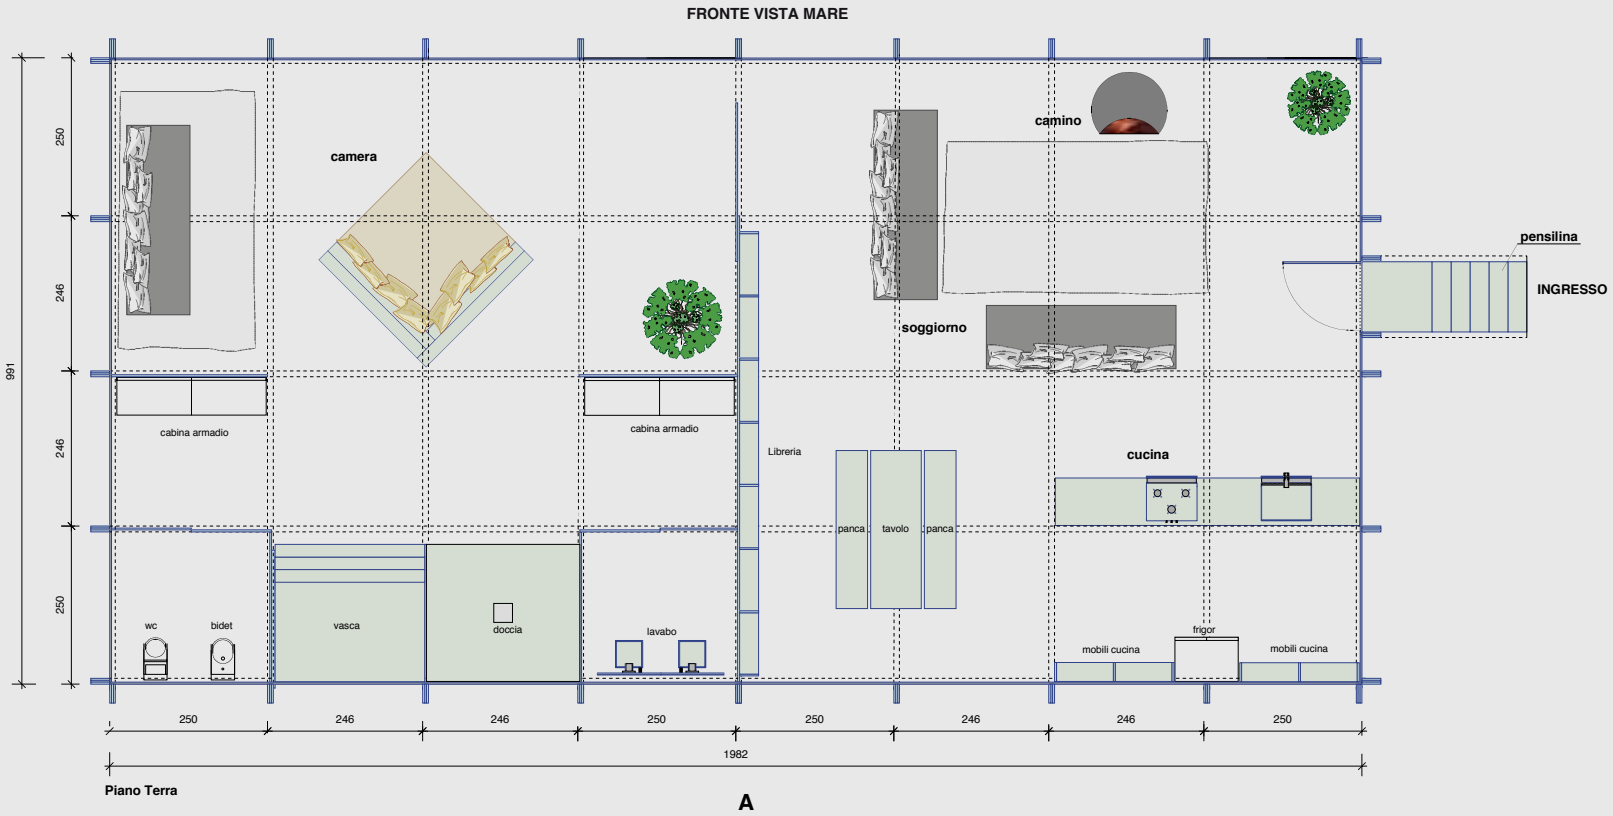 FRONTE VISTA MARE
camino
camera
250
pensilina
246
INGRESSO
soggiorno
991
cabina armadio
cabina armadio
246
Libreria
cucina
panca
tavolo
panca
250
wc
bidet
vasca
doccia
lavabo
frigor
mobili cucina
mobili cucina
250
246
246
250
250
246
246
250
1982
Piano Terra
A